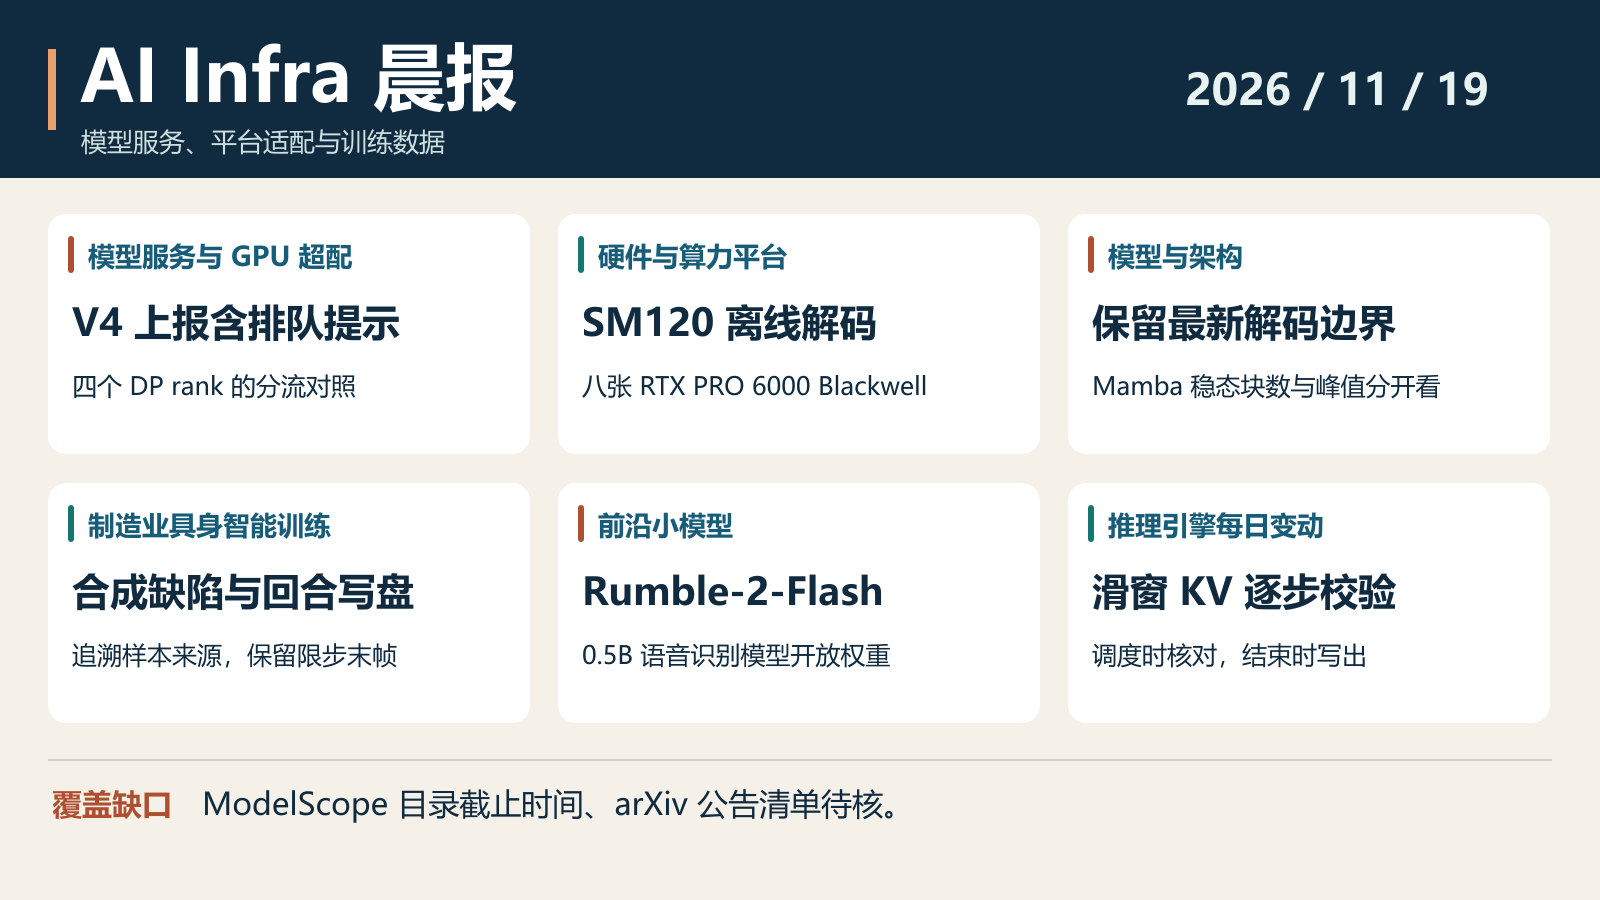 AI Infra 晨报
2026 / 11 / 19
模型服务、平台适配与训练数据
模型服务与 GPU 超配
V4 上报含排队提示
四个 DP rank 的分流对照
硬件与算力平台
SM120 离线解码
八张 RTX PRO 6000 Blackwell
模型与架构
保留最新解码边界
Mamba 稳态块数与峰值分开看
制造业具身智能训练
合成缺陷与回合写盘
追溯样本来源，保留限步末帧
前沿小模型
Rumble-2-Flash
0.5B 语音识别模型开放权重
推理引擎每日变动
滑窗 KV 逐步校验
调度时核对，结束时写出
覆盖缺口 ModelScope 目录截止时间、arXiv 公告清单待核。